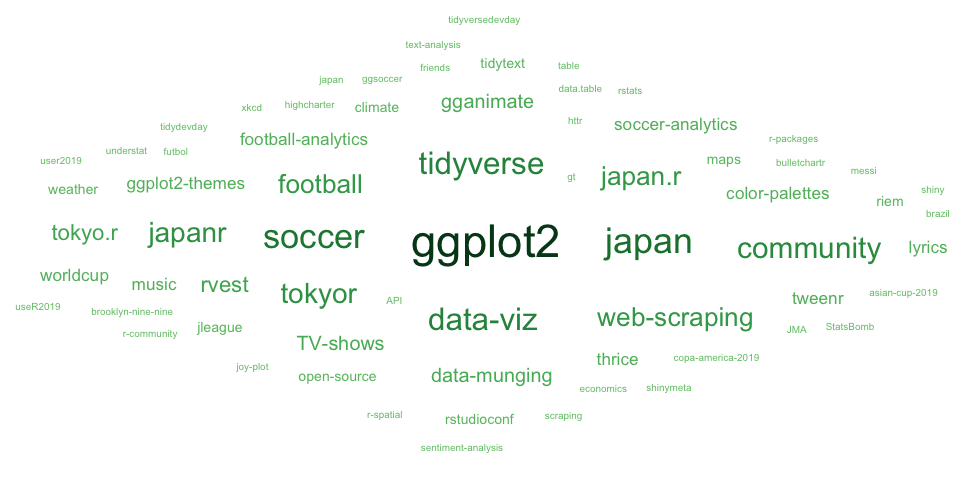 tidyversedevday
text-analysis
friends
tidytext
table
japan
ggsoccer
data.table
rstats
xkcd
highcharter
climate
gganimate
httr
tidydevday
football-analytics
soccer-analytics
r-packages
user2019
understat
futbol
tidyverse
maps
bulletchartr
messi
weather
ggplot2-themes
football
gt
japan.r
color-palettes
riem
shiny
brazil
tokyo.r
japanr
soccer
ggplot2
japan
community
lyrics
worldcup
music
rvest
tokyor
API
tweenr
asian-cup-2019
useR2019
brooklyn-nine-nine
r-community
jleague
data-viz
web-scraping
JMA
StatsBomb
TV-shows
thrice
copa-america-2019
joy-plot
open-source
data-munging
economics
shinymeta
r-spatial
rstudioconf
scraping
sentiment-analysis